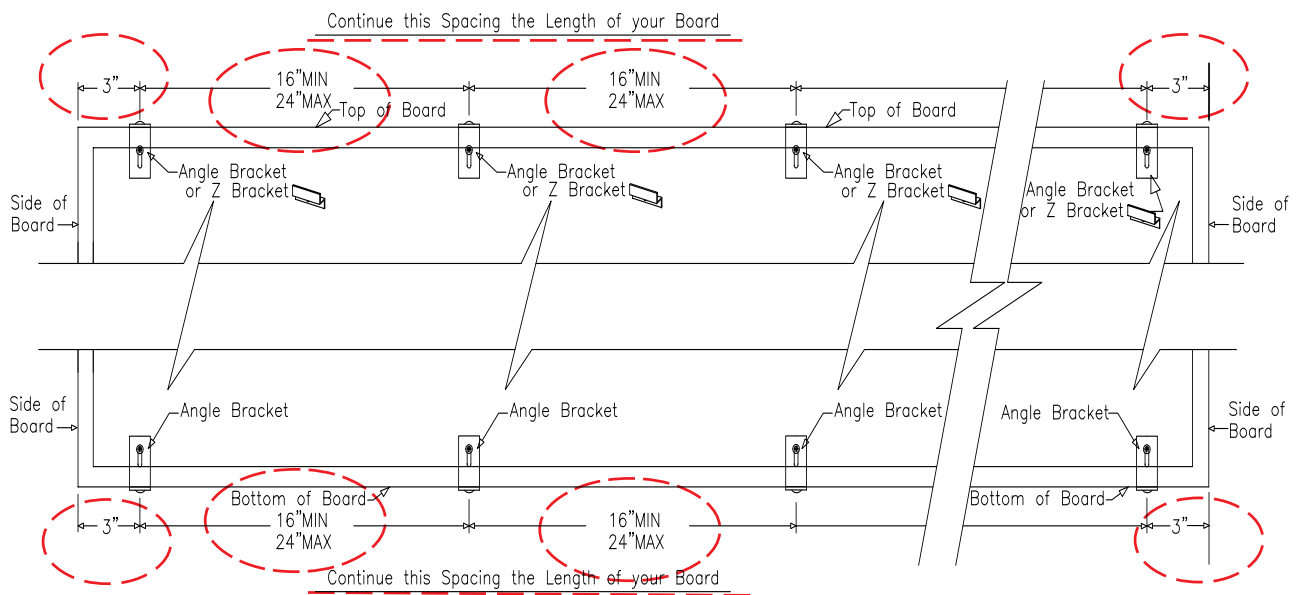 Continue this Spacing the Length of your Board
3”
16”MIN
24”MAX
16”MIN
24”MAX
3”
Top of Board
Top of Board
Angle Bracket
or Z Bracket
Angle Bracket
or Z Bracket
Angle Bracket
or Z Bracket
Angle Bracket
or Z Bracket
Side of
Board
Side of
Board
Side of
Board
Angle Bracket
Angle Bracket
Angle Bracket
Angle Bracket
Side of
Board
Bottom of Board
Bottom of Board
3”
16”MIN
24”MAX
16”MIN
24”MAX
3”
Continue this Spacing the Length of your Board